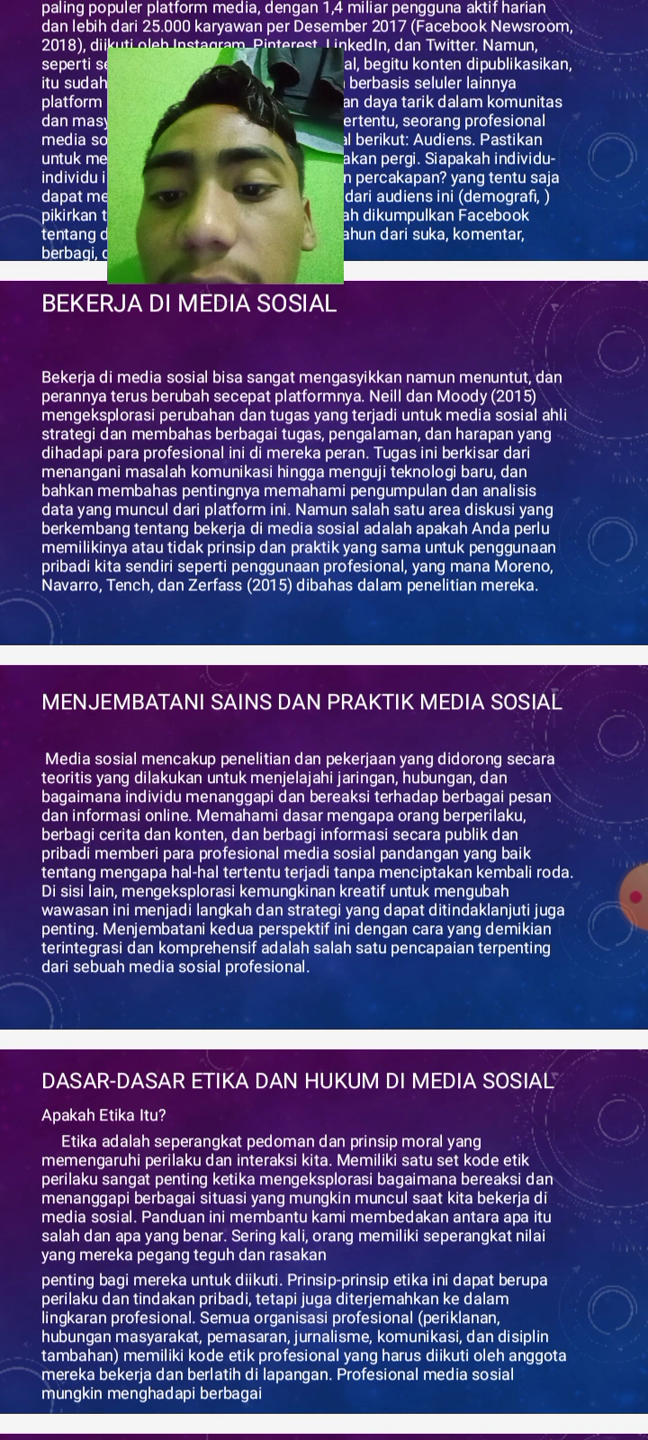 paling populer platform media, dengan 1,4 miliar pengguna aktif harian
dan lebih dari 25.000 karyawan per Desember 2017 (Facebook Newsroom,
2018), diikuti oleh Instagram, Pinterest, LinkedIn, dan Twitter. Namun,
seperti al, begitu konten dipublikasikan,
itu sudah berbasis seluler lainnya
platform daya tarik dalam komunitas
dan seorang profesional
media berikut: Audiens. Pastikan
untuk akan pergi. Siapakah individu-
individu percakapan? yang tentu saja
dapat dari audiens ini (demografi, )
pikirkan dikumpulkan Facebook
tentang dari suka, komentar,
berbagi,
BEKERJA DI MEDIA SOSIAL
Bekerja di media sosial bisa sangat mengasyikkan namun menuntut, dan
perannya terus berubah secepat platformnya. Neill dan Moody (2015)
mengeksplorasi perubahan dan tugas yang terjadi untuk media sosial ahli
strategi dan membahas berbagai tugas, pengalaman, dan harapan yang
dihadapi para profesional ini di mereka peran. Tugas ini berkisar dari
menangani masalah komunikasi hingga menguji teknologi baru, dan
bahkan membahas pentingnya memahami pengumpulan dan analisis
data yang muncul dari platform ini. Namun salah satu area diskusi yang
berkembang tentang bekerja di media sosial adalah apakah Anda perlu
memilikinya atau tidak prinsip dan praktik yang sama untuk penggunaan
pribadi kita sendiri seperti penggunaan profesional, yang mana Moreno,
Navarro, Tench, dan Zerfass (2015) dibahas dalam penelitian mereka.
MENJEMBATANI SAINS DAN PRAKTIK MEDIA SOSIAL
Media sosial mencakup penelitian dan pekerjaan yang didorong secara
teoritis yang dilakukan untuk menjelajahi jaringan, hubungan, dan
bagaimana individu menanggapi dan bereaksi terhadap berbagai pesan
dan informasi online. Memahami dasar mengapa orang berperilaku,
berbagi cerita dan konten, dan berbagi informasi secara publik dan
pribadi memberi para profesional media sosial pandangan yang baik
tentang mengapa hal-hal tertentu terjadi tanpa menciptakan kembali roda.
Di sisi lain, mengeksplorasi kemungkinan kreatif untuk mengubah
wawasan ini menjadi langkah dan strategi yang dapat ditindaklanjuti juga
penting. Menjembatani kedua perspektif ini dengan cara yang demikian
terintegrasi dan komprehensif adalah salah satu pencapaian terpenting
dari sebuah media sosial profesional.
DASAR-DASAR ETIKA DAN HUKUM DI MEDIA SOSIAL
Apakah Etika Itu?
Etika adalah seperangkat pedoman dan prinsip moral yang
memengaruhi perilaku dan interaksi kita. Memiliki satu set kode etik
perilaku sangat penting ketika mengeksplorasi bagaimana bereaksi dan
menanggapi berbagai situasi yang mungkin muncul saat kita bekerja di
media sosial. Panduan ini membantu kami membedakan antara apa itu
salah dan apa yang benar. Sering kali, orang memiliki seperangkat nilai
yang mereka pegang teguh dan rasakan
penting bagi mereka untuk diikuti. Prinsip-prinsip etika ini dapat berupa
perilaku dan tindakan pribadi, tetapi juga diterjemahkan ke dalam
lingkaran profesional. Semua organisasi profesional (periklanan,
hubungan masyarakat, pemasaran, jurnalisme, komunikasi, dan disiplin
tambahan) memiliki kode etik profesional yang harus diikuti oleh anggota
mereka bekerja dan berlatih di lapangan. Profesional media sosial
mungkin menghadapi berbagai